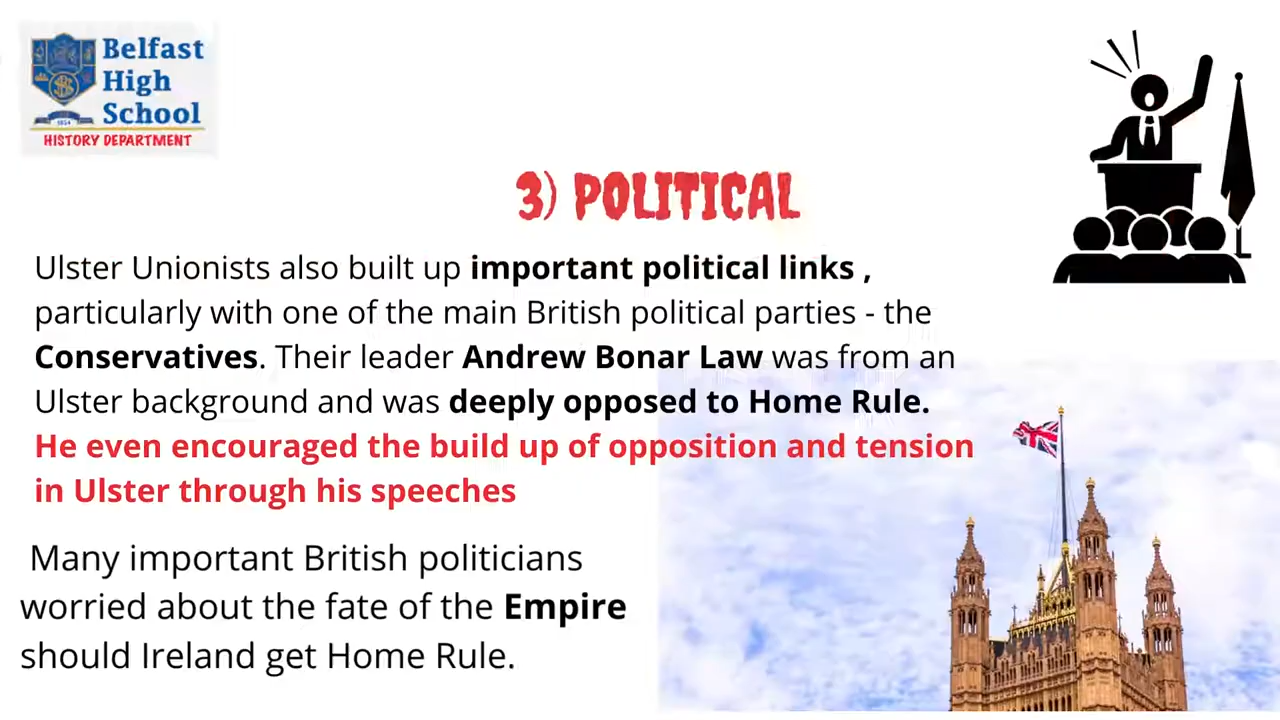 Belfast
High
School
1854
HISTORY DEPARTMENT
3) POLITICAL
Ulster Unionists also built up important political links ,
particularly with one of the main British political parties - the
Conservatives. Their leader Andrew Bonar Law was from an
Ulster background and was deeply opposed to Home Rule.
He even encouraged the build up of opposition and tension
in Ulster through his speeches
Many important British politicians
worried about the fate of the Empire
should Ireland get Home Rule.